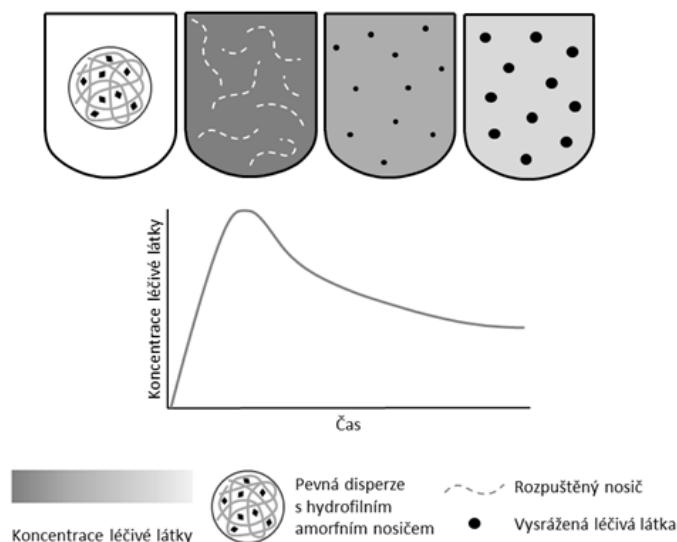 Koncentrace léčivé látky
Čas
Koncentrace léčivé látky
Pevná disperze
s hydrofilním
amorfním nosičem
Rozpuštěný nosič
Vysrážená léčivá látka